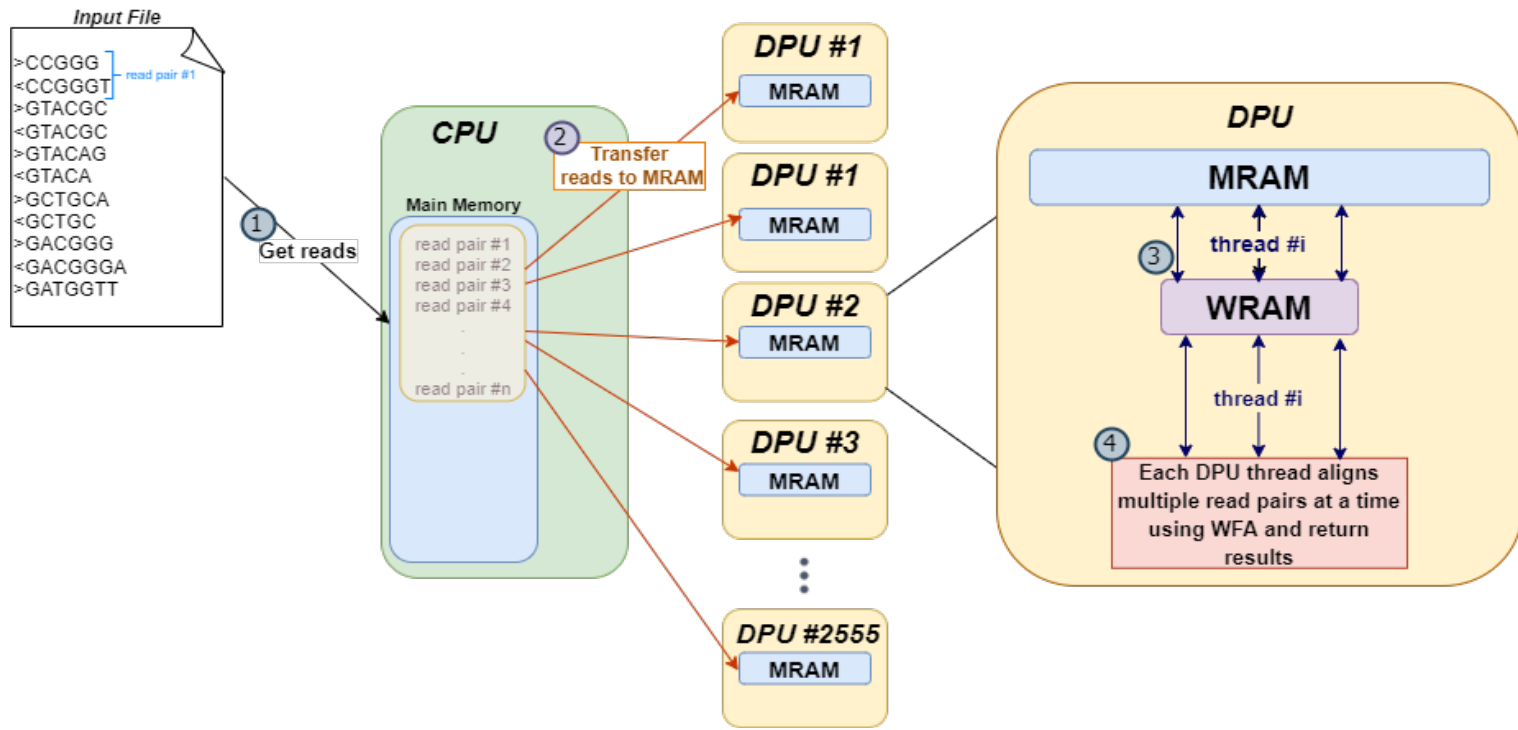 Input File
>CCGGG
<CCGGGT
read pair #1
>GTACGC
<GTACGC
>GTACAG
<GTACA
>GCTGCA
<GCTGC
>GACGGG
<GACGGGA
>GATGGTT
1
Get reads
CPU
2
Transfer
reads to MRAM
Main Memory
read pair #1
read pair #2
read pair #3
read pair #4
.
.
.
read pair #n
DPU #1
MRAM
DPU #1
MRAM
DPU #2
MRAM
DPU #3
MRAM
DPU #2555
MRAM
DPU
MRAM
3
thread #i
WRAM
thread #i
4
Each DPU thread aligns
multiple read pairs at a time
using WFA and return
results